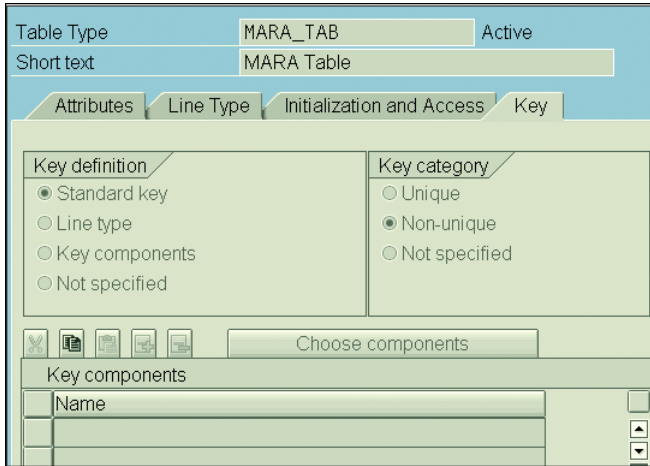 Table Type MARA_TAB Active
Short text MARA Table
Attributes Line Type Initialization and Access Key
Key definition Key category
Standard key Unique
Line type Non-unique
Key components Not specified
Not specified
Choose components
Key components
Name